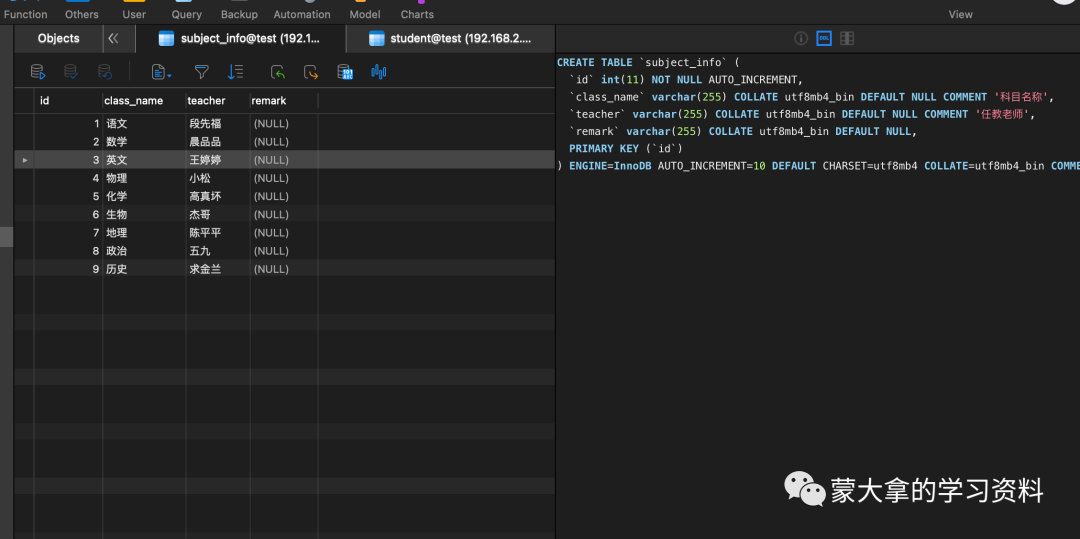 Function Others User Query Backup Automation Model Charts View
Objects subject_info@test (192.1... student@test (192.168.2....
id class_name teacher remark
1 语文 段先福 (NULL)
2 数学 晨品品 (NULL)
3 英文 王婷婷 (NULL)
4 物理 小松 (NULL)
5 化学 高真坏 (NULL)
6 生物 杰哥 (NULL)
7 地理 陈平平 (NULL)
8 政治 五九 (NULL)
9 历史 求金兰 (NULL)
DDL
CREATE TABLE `subject_info` (
`id` int(11) NOT NULL AUTO_INCREMENT,
`class_name` varchar(255) COLLATE utf8mb4_bin DEFAULT NULL COMMENT '科目名称',
`teacher` varchar(255) COLLATE utf8mb4_bin DEFAULT NULL COMMENT '任教老师',
`remark` varchar(255) COLLATE utf8mb4_bin DEFAULT NULL,
PRIMARY KEY (`id`)
) ENGINE=InnoDB AUTO_INCREMENT=10 DEFAULT CHARSET=utf8mb4 COLLATE=utf8mb4_bin COMME
蒙大拿的学习资料